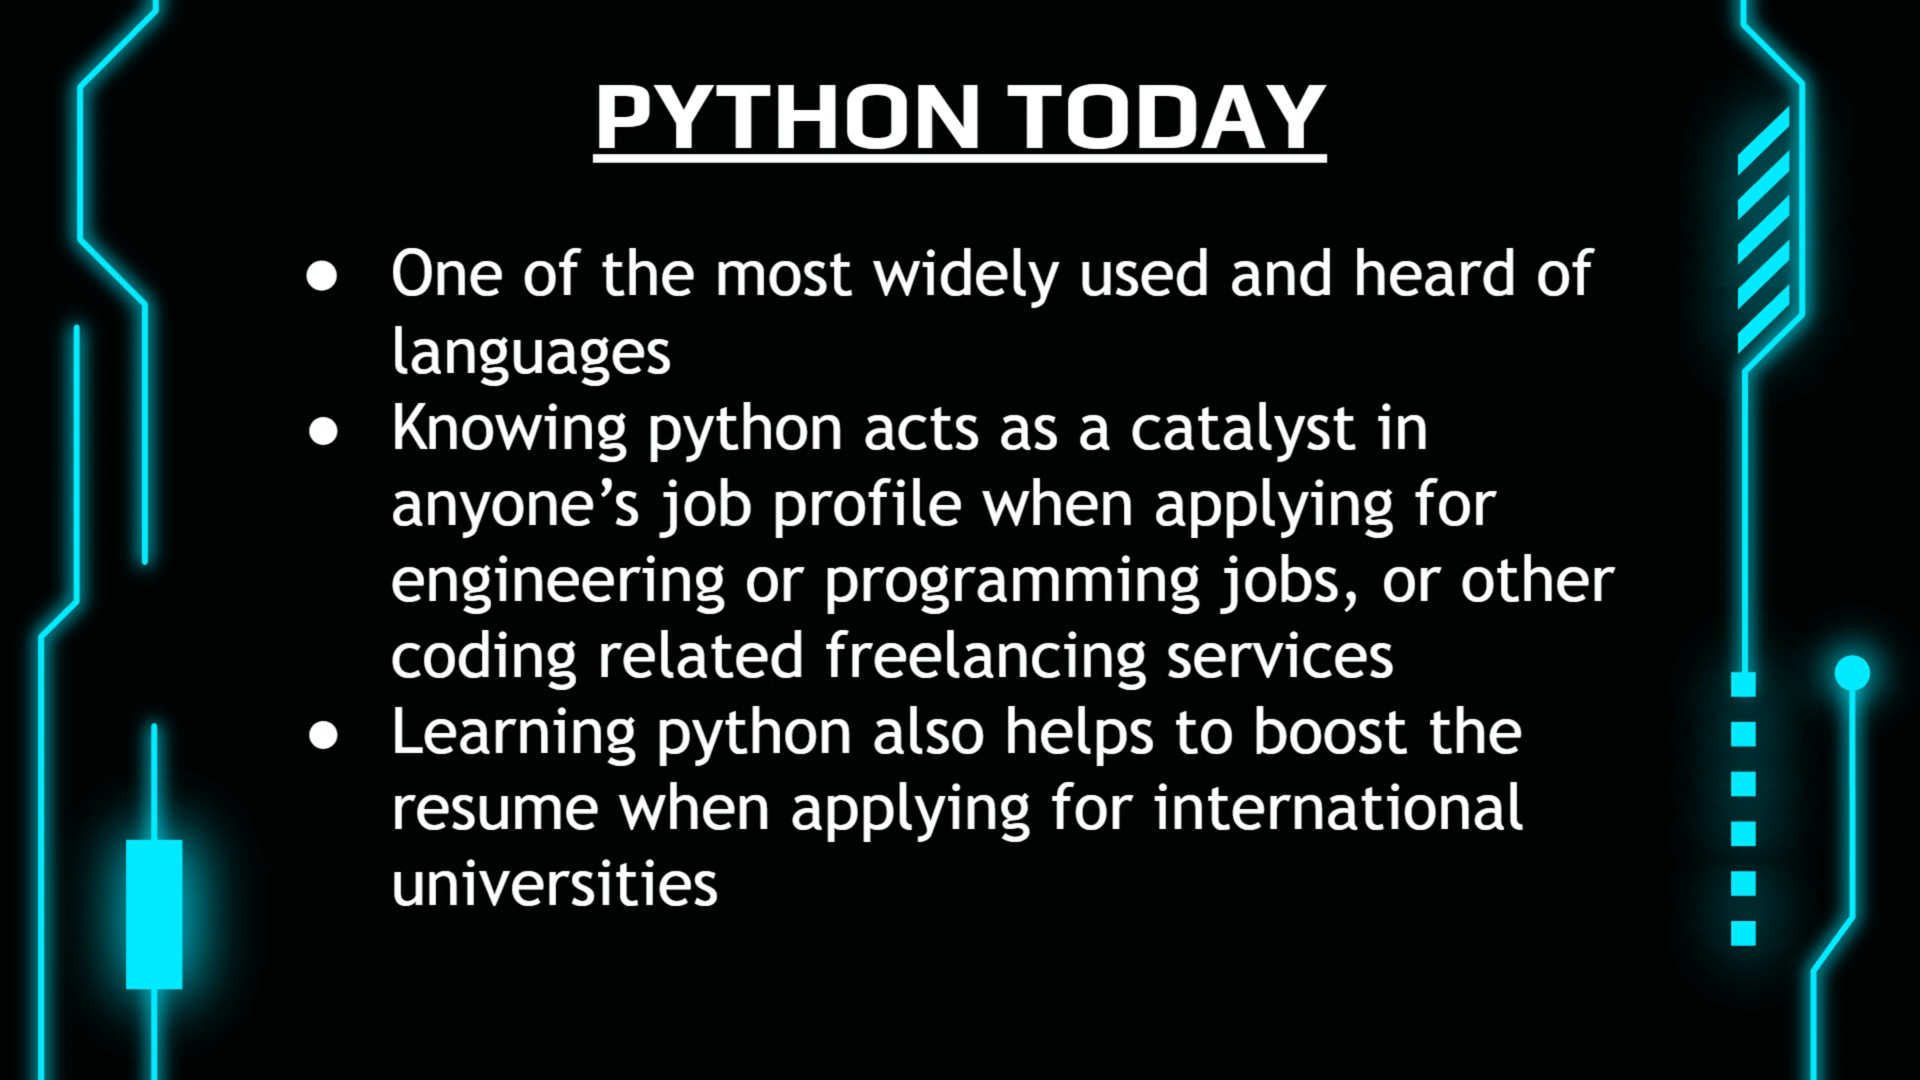 PYTHON TODAY
● One of the most widely used and heard of
languages
● Knowing python acts as a catalyst in
anyone’s job profile when applying for
engineering or programming jobs, or other
coding related freelancing services
● Learning python also helps to boost the
resume when applying for international
universities